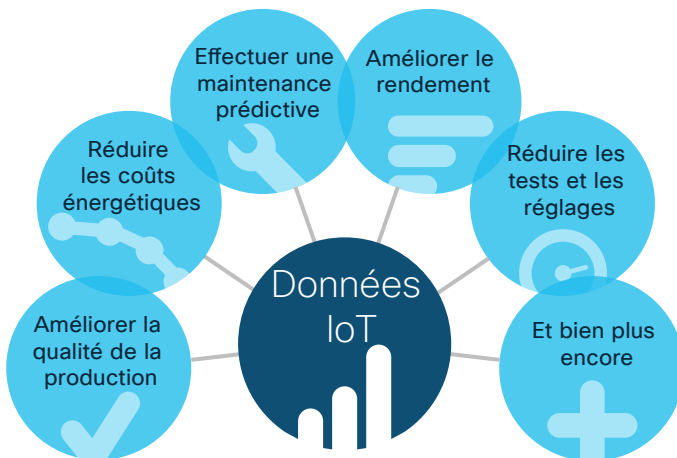 Effectuer une
maintenance
prédictive
Améliorer le
rendement
Réduire
les coûts
énergétiques
Réduire les
tests et les
réglages
Données
IoT
Améliorer la
qualité de la
production
Et bien plus
encore